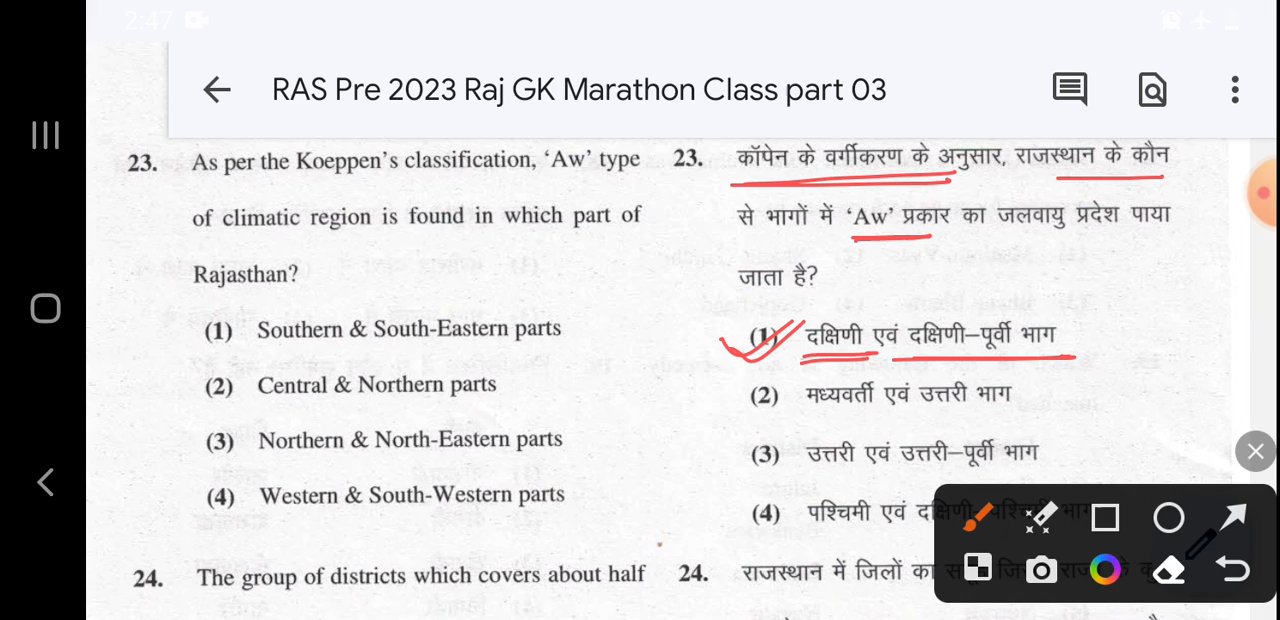 2:47
RAS Pre 2023 Raj GK Marathon Class part 03
23. As per the Koeppen's classification, 'Aw' type
of climatic region is found in which part of
Rajasthan?
(1) Southern & South-Eastern parts
(2) Central & Northern parts
(3) Northern & North-Eastern parts
(4) Western & South-Western parts
24. The group of districts which covers about half
23. कॉपेन के वर्गीकरण के अनुसार, राजस्थान के कौन
से भागों में 'Aw' प्रकार का जलवायु प्रदेश पाया
जाता है?
(1) दक्षिणी एवं दक्षिणी–पूर्वी भाग
(2) मध्यवर्ती एवं उत्तरी भाग
(3) उत्तरी एवं उत्तरी–पूर्वी भाग
(4) पश्चिमी एवं दक्षिणी–पश्चिमी भाग
24. राजस्थान में जिलों का